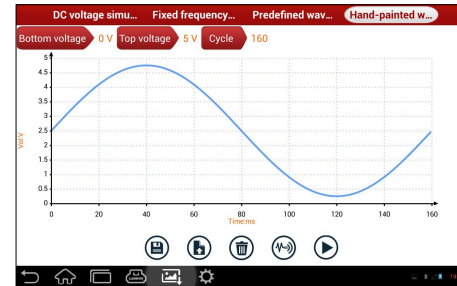 DC voltage simu... Fixed frequency... Predefined wav... Hand-painted w...
Bottom voltage 0 V Top voltage 5 V Cycle 160
5
4.5
4
3.5
3
2.5
2
1.5
1
0.5
0
Vol:V
0 20 40 60 80 100 120 140 160
Time:ms
LAUNCH